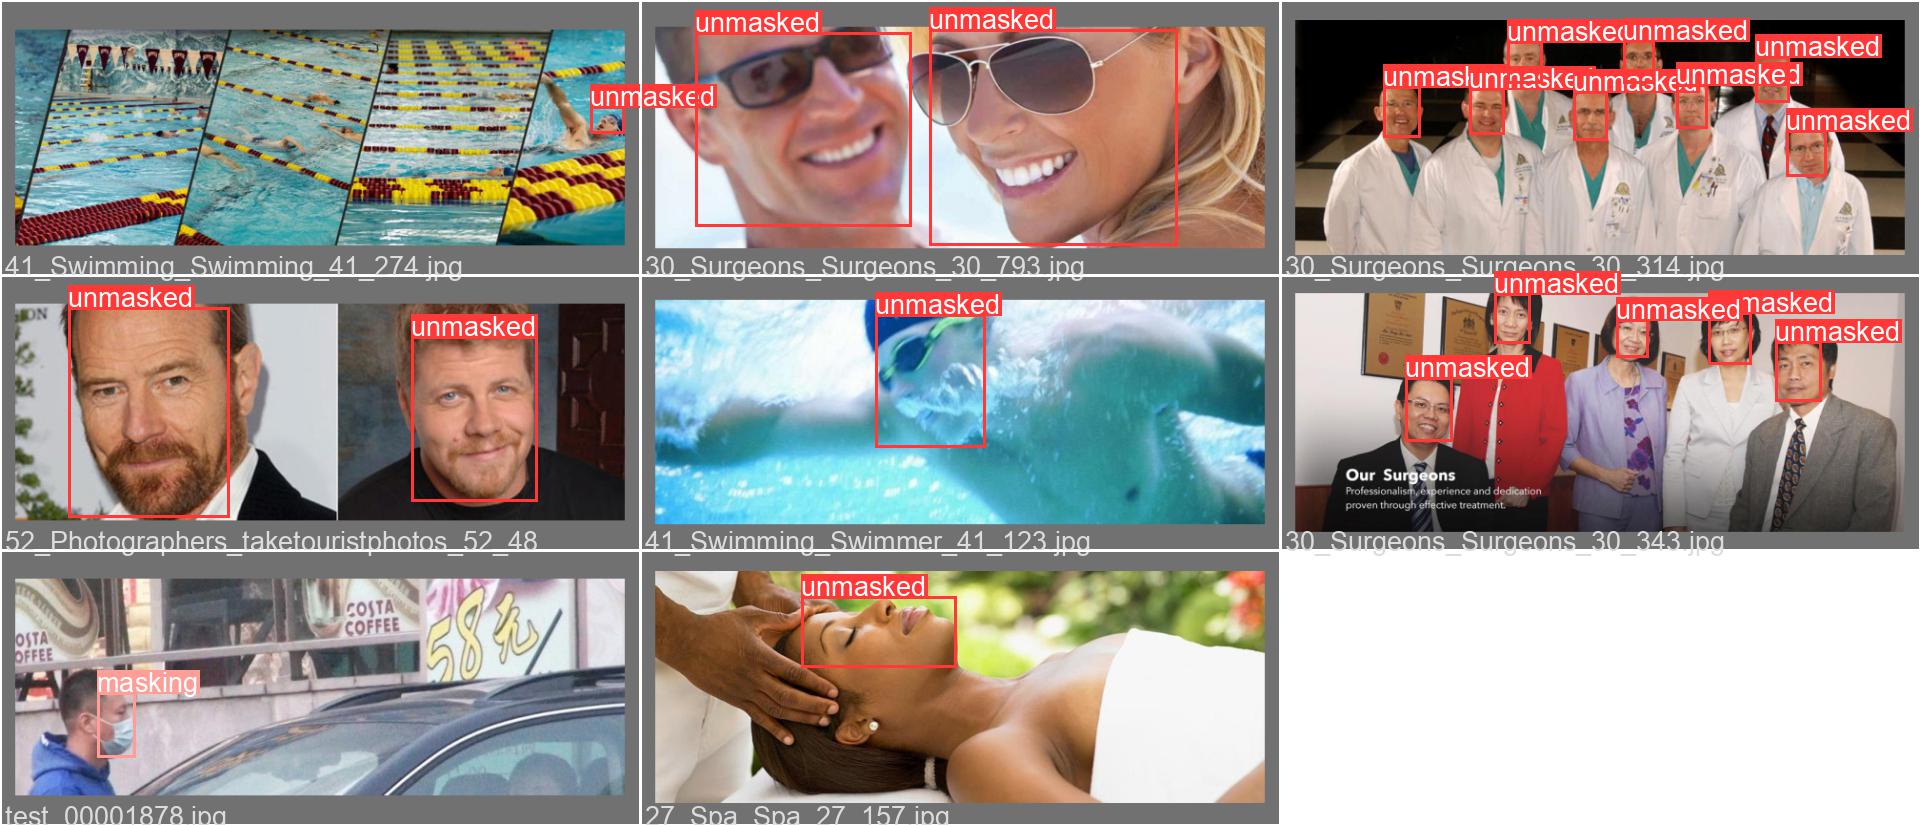 unmasked
41_Swimming_Swimming_41_274.jpg
unmasked
unmasked
30_Surgeons_Surgeons_30_793.jpg
unmasked
unmasked
unmasked
unmasked
unmasked
unmasked
unmasked
30_Surgeons_Surgeons_30_314.jpg
unmasked
unmasked
52_Photographers_taketouristphotos_52_48
unmasked
41_Swimming_Swimmer_41_123.jpg
unmasked
unmasked
masked
unmasked
unmasked
Our Surgeons
Professionalism, experience and dedication
proven through effective treatment.
30_Surgeons_Surgeons_30_343.jpg
COSTA
COFFEE
OSTA
OFFEE
58元
masking
test_00001878.jpg
unmasked
27_Spa_Spa_27_157.jpg